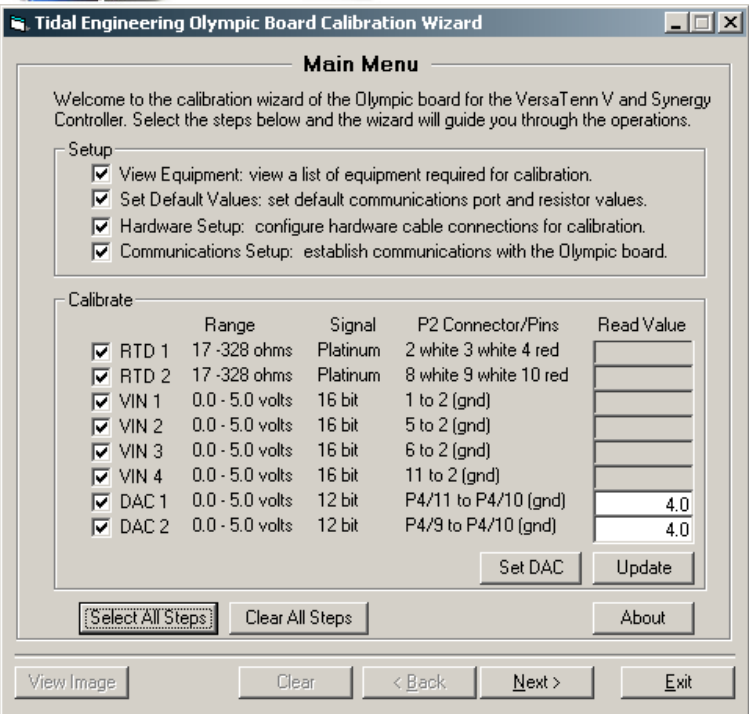 Tidal Engineering Olympic Board Calibration Wizard
Main Menu
Welcome to the calibration wizard of the Olympic board for the VersaTenn V and Synergy
Controller. Select the steps below and the wizard will guide you through the operations.
Setup
View Equipment: view a list of equipment required for calibration.
Set Default Values: set default communications port and resistor values.
Hardware Setup: configure hardware cable connections for calibration.
Communications Setup: establish communications with the Olympic board.
Calibrate
Range Signal P2 Connector/Pins Read Value
RTD 1 17 -328 ohms Platinum 2 white 3 white 4 red
RTD 2 17 -328 ohms Platinum 8 white 9 white 10 red
VIN 1 0.0 - 5.0 volts 16 bit 1 to 2 (gnd)
VIN 2 0.0 - 5.0 volts 16 bit 5 to 2 (gnd)
VIN 3 0.0 - 5.0 volts 16 bit 6 to 2 (gnd)
VIN 4 0.0 - 5.0 volts 16 bit 11 to 2 (gnd)
DAC 1 0.0 - 5.0 volts 12 bit P4/11 to P4/10 (gnd) 4.0
DAC 2 0.0 - 5.0 volts 12 bit P4/9 to P4/10 (gnd) 4.0
Set DAC Update
Select All Steps Clear All Steps About
View Image Clear < Back Next > Exit